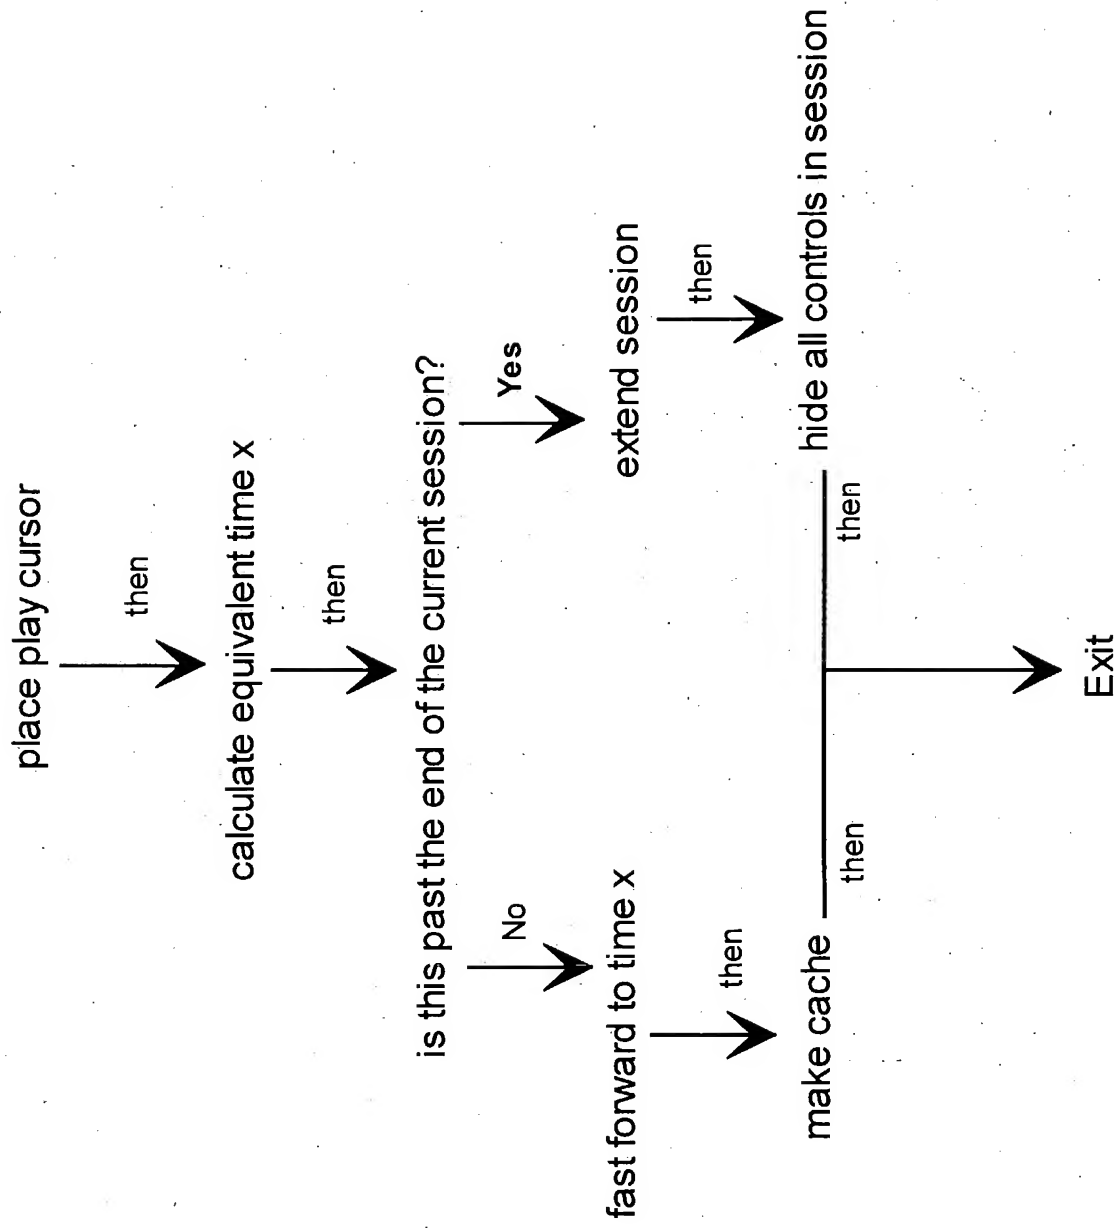 place play cursor
then
calculate equivalent time x
then
is this past the end of the current session?
No
Yes
fast forward to time x
extend session
then
then
make cache
hide all controls in session
then
then
Exit